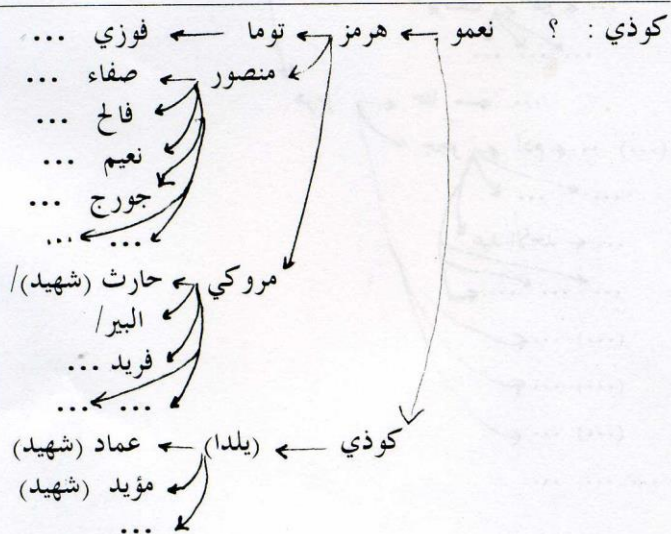 كوذي : ؟ نعمو ← هرمز ← توما ← فوزي ...
منصور ← صفاء ...
فالح ...
نعيم ...
جورج ...
... ...
مروكي ← حارث (شهيد)/
البير/
فريد ...
... ...
كوذي ← (يلدا) ← عماد (شهيد)
مؤيد (شهيد)
...